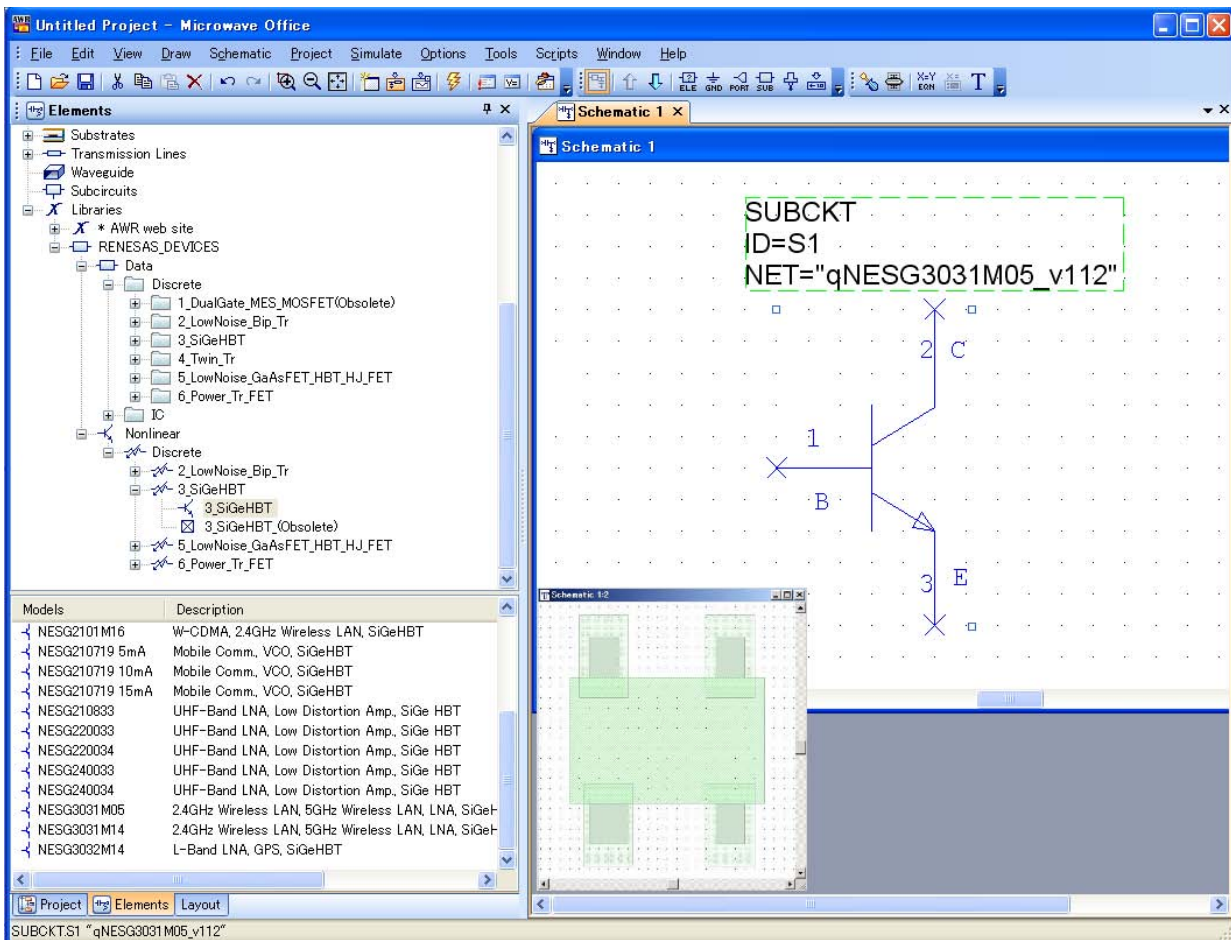 Untitled Project - Microwave Office
File Edit View Draw Schematic Project Simulate Options Tools Scripts Window Help
ELE GND PORT SUB X=Y EQN T
Elements
Schematic 1
Substrates
Transmission Lines
Waveguide
Subcircuits
Libraries
* AWR web site
RENESAS_DEVICES
Data
Discrete
1_DualGate_MES_MOSFET(Obsolete)
2_LowNoise_Bip_Tr
3_SiGeHBT
4_Twin_Tr
5_LowNoise_GaAsFET_HBT_HJ_FET
6_Power_Tr_FET
IC
Nonlinear
Discrete
2_LowNoise_Bip_Tr
3_SiGeHBT
3_SiGeHBT
3_SiGeHBT_(Obsolete)
5_LowNoise_GaAsFET_HBT_HJ_FET
6_Power_Tr_FET
Models Description
NESG2101M16 W-CDMA, 2.4GHz Wireless LAN, SiGeHBT
NESG210719 5mA Mobile Comm., VCO, SiGeHBT
NESG210719 10mA Mobile Comm., VCO, SiGeHBT
NESG210719 15mA Mobile Comm., VCO, SiGeHBT
NESG210833 UHF-Band LNA, Low Distortion Amp., SiGe HBT
NESG220033 UHF-Band LNA, Low Distortion Amp., SiGe HBT
NESG220034 UHF-Band LNA, Low Distortion Amp., SiGe HBT
NESG240033 UHF-Band LNA, Low Distortion Amp., SiGe HBT
NESG240034 UHF-Band LNA, Low Distortion Amp., SiGe HBT
NESG3031M05 2.4GHz Wireless LAN, 5GHz Wireless LAN, LNA, SiGeH
NESG3031M14 2.4GHz Wireless LAN, 5GHz Wireless LAN, LNA, SiGeH
NESG3032M14 L-Band LNA, GPS, SiGeHBT
Project Elements Layout
SUBCKT.S1 "qNESG3031M05_v112"
Schematic 1
SUBCKT
ID=S1
NET="qNESG3031M05_v112"
2 C
1
B
3 E
Schematic 1:2